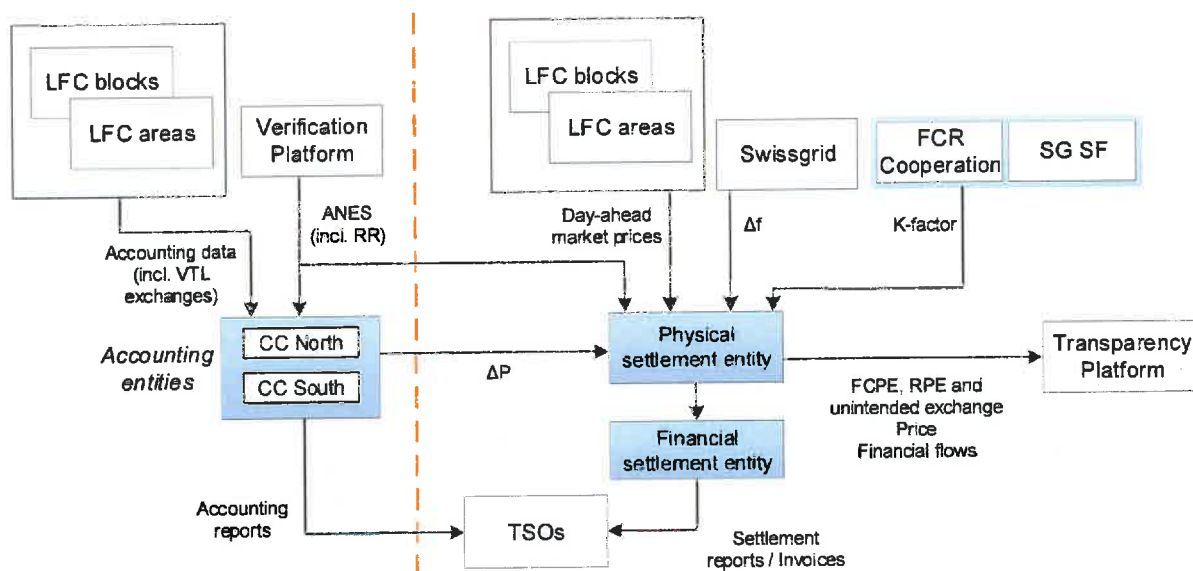 LFC blocks
LFC areas
Verification
Platform
LFC blocks
LFC areas
Swissgrid
FCR
Cooperation
SG SF
Accounting data
(incl. VTL
exchanges)
ANES
(incl. RR)
Day-ahead
market prices
Δf
K-factor
Accounting
entities
CC North
CC South
ΔP
Physical
settlement entity
FCPE, RPE and
unintended exchange
Price
Financial flows
Transparency
Platform
Financial
settlement entity
Accounting
reports
TSOs
Settlement
reports / Invoices